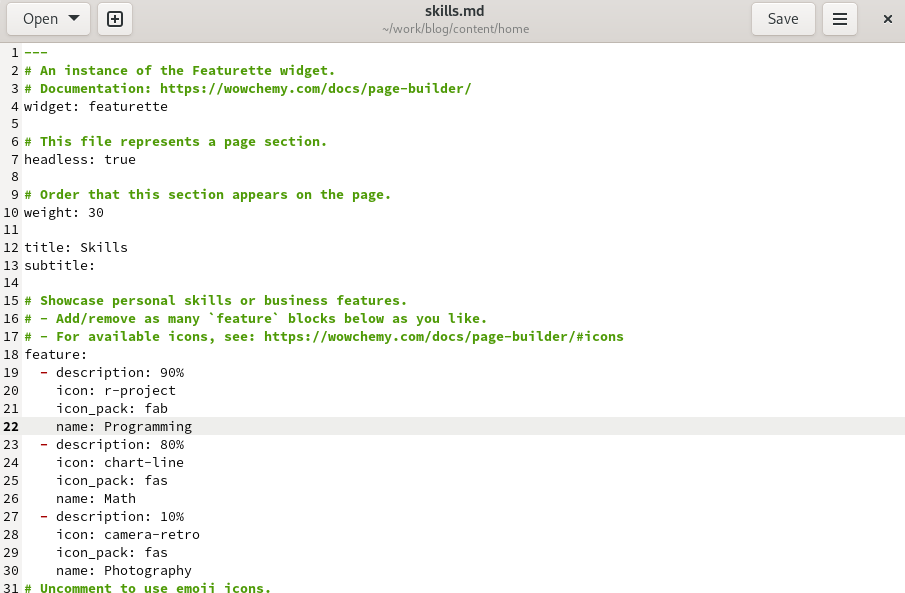 Open
skills.md
~/work/blog/content/home
Save
1 ---
2 # An instance of the Featurette widget.
3 # Documentation: https://wowchemy.com/docs/page-builder/
4 widget: featurette
5
6 # This file represents a page section.
7 headless: true
8
9 # Order that this section appears on the page.
10 weight: 30
11
12 title: Skills
13 subtitle:
14
15 # Showcase personal skills or business features.
16 # - Add/remove as many `feature` blocks below as you like.
17 # - For available icons, see: https://wowchemy.com/docs/page-builder/#icons
18 feature:
19   - description: 90%
20     icon: r-project
21     icon_pack: fab
22     name: Programming
23   - description: 80%
24     icon: chart-line
25     icon_pack: fas
26     name: Math
27   - description: 10%
28     icon: camera-retro
29     icon_pack: fas
30     name: Photography
31 # Uncomment to use emoji icons.